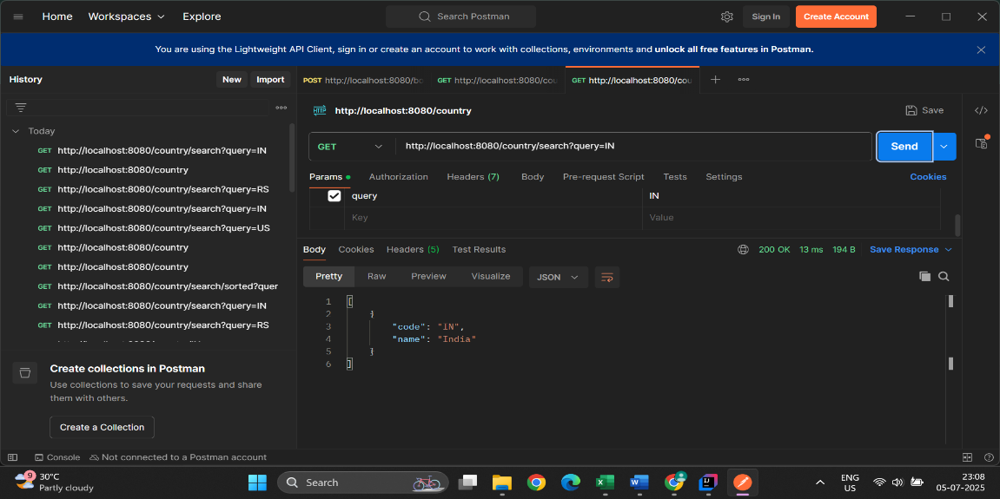 Home Workspaces Explore Search Postman Sign In Create Account
You are using the Lightweight API Client, sign in or create an account to work with collections, environments and unlock all free features in Postman.
History New Import
POST http://localhost:8080/bo GET http://localhost:8080/cou GET http://localhost:8080/cou
HTTP http://localhost:8080/country Save
Today
GET http://localhost:8080/country/search?query=IN
GET http://localhost:8080/country
GET http://localhost:8080/country/search?query=RS
GET http://localhost:8080/country/search?query=IN
GET http://localhost:8080/country/search?query=US
GET http://localhost:8080/country
GET http://localhost:8080/country
GET http://localhost:8080/country/search/sorted?quer
GET http://localhost:8080/country/search?query=IN
GET http://localhost:8080/country/search?query=RS
Create collections in Postman
Use collections to save your requests and share
them with others.
Create a Collection
GET http://localhost:8080/country/search?query=IN Send
Params Authorization Headers (7) Body Pre-request Script Tests Settings Cookies
query IN
Key Value
Body Cookies Headers (5) Test Results 200 OK 13 ms 194 B Save Response
Pretty Raw Preview Visualize JSON
1 [
2 {
3 "code": "IN",
4 "name": "India"
5 }
6 ]
Console Not connected to a Postman account
9 30°C
Partly cloudy
Search
ENG
US
23:08
05-07-2025